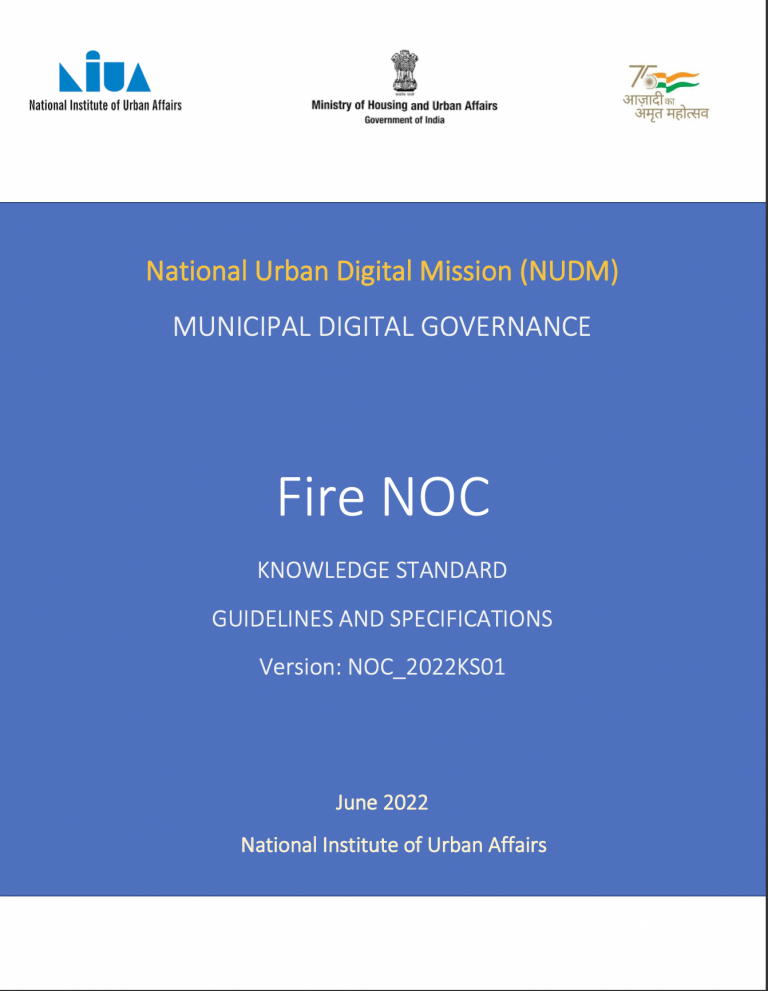 NIUA
National Institute of Urban Affairs
Ministry of Housing and Urban Affairs
Government of India
75
आज़ादी का
अमृत महोत्सव
National Urban Digital Mission (NUDM)
MUNICIPAL DIGITAL GOVERNANCE
Fire NOC
KNOWLEDGE STANDARD
GUIDELINES AND SPECIFICATIONS
Version: NOC_2022KS01
June 2022
National Institute of Urban Affairs